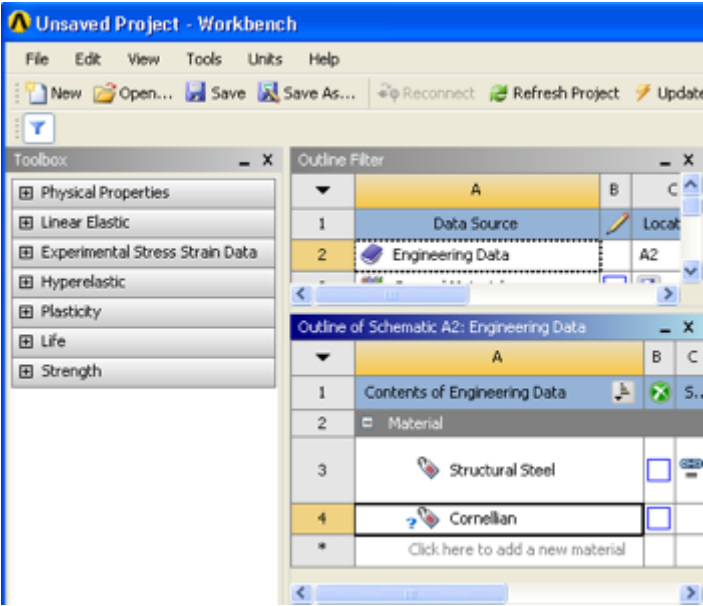 Unsaved Project - Workbench
File Edit View Tools Units Help
New Open... Save Save As... Reconnect Refresh Project Update
Toolbox
Physical Properties
Linear Elastic
Experimental Stress Strain Data
Hyperelastic
Plasticity
Life
Strength
Outline Filter
A B C
1 Data Source Locat
2 Engineering Data A2
Outline of Schematic A2: Engineering Data
A B C
1 Contents of Engineering Data S..
2 Material
3 Structural Steel
4 Cornellian
* Click here to add a new material